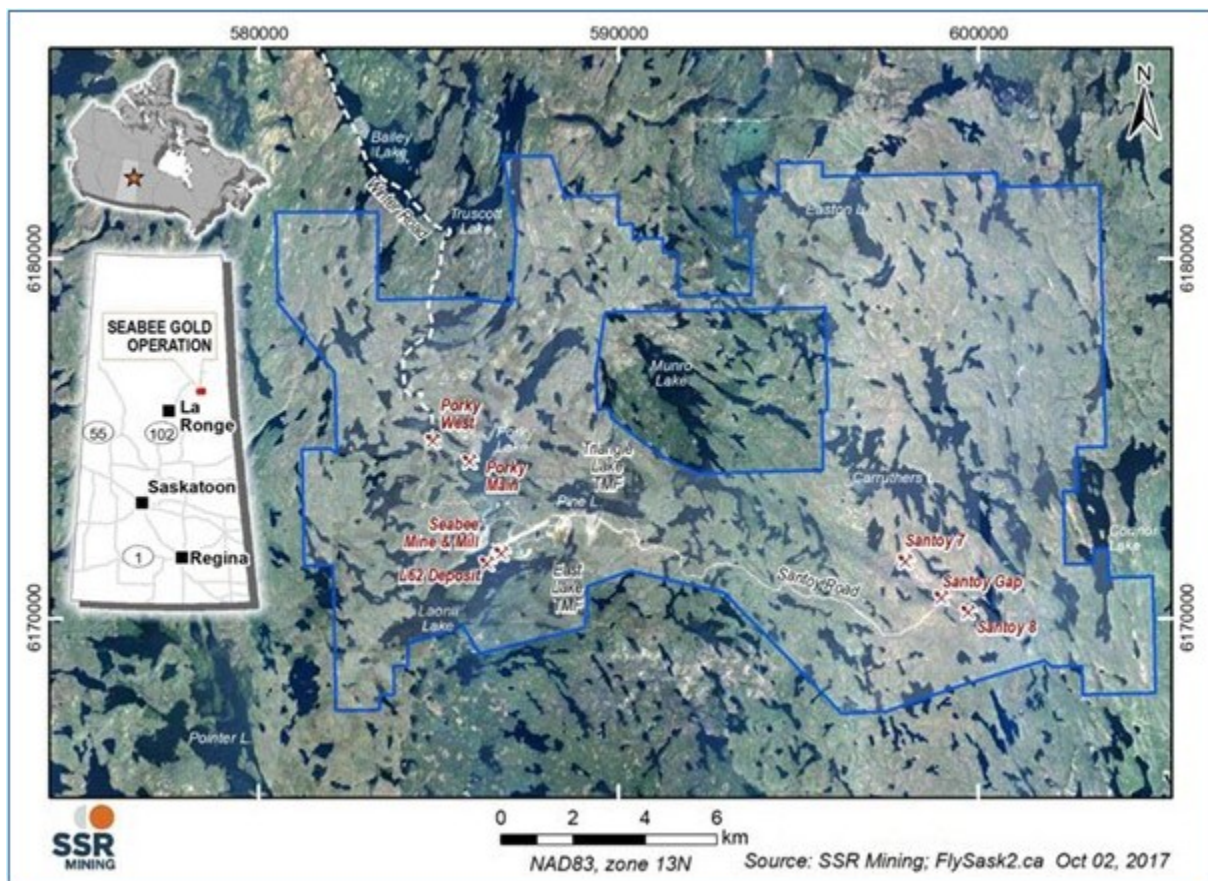 580000
590000
600000
N
6180000
6180000
6170000
6170000
Bailey
Lake
Winter Road
Truscott
Lake
Easton L.
SEABEE GOLD
OPERATION
La
Ronge
55
102
Saskatoon
1
Regina
Munro
Lake
Porky
West
Porky
Main
Triangle
Lake
TMF
Pine L.
Carruthers L.
Seabee
Mine & Mill
L62 Deposit
East
Lake
TMF
Laonil
Lake
Santoy Road
Santoy 7
Santoy Gap
Santoy 8
Connor
Lake
Pointer L.
SSR
MINING
0 2 4 6
km
NAD83, zone 13N
Source: SSR Mining; FlySask2.ca Oct 02, 2017